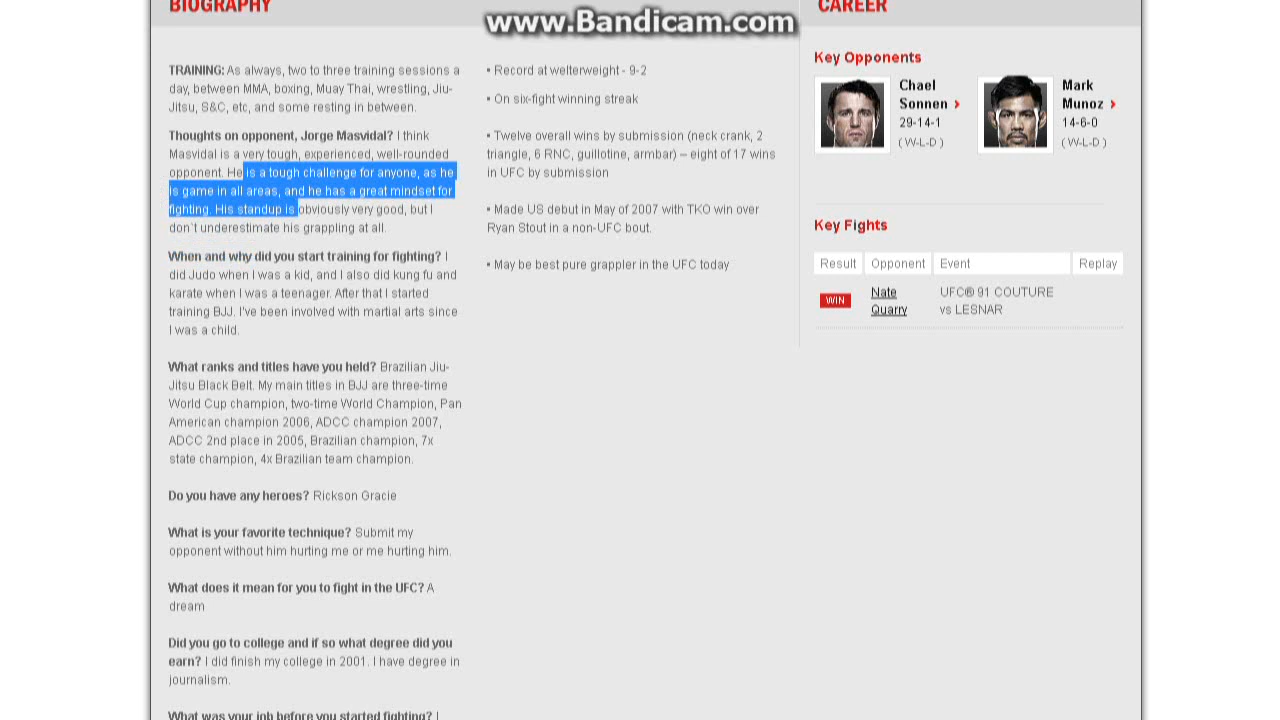 BIOGRAPHY
www.Bandicam.com
CAREER
TRAINING: As always, two to three training sessions a
day, between MMA, boxing, Muay Thai, wrestling, Jiu-
Jitsu, S&C, etc, and some resting in between.
Thoughts on opponent, Jorge Masvidal? I think
Masvidal is a very tough, experienced, well-rounded
opponent. He is a tough challenge for anyone, as he
is game in all areas, and he has a great mindset for
fighting. His standup is obviously very good, but I
don`t underestimate his grappling at all.
When and why did you start training for fighting? I
did Judo when I was a kid, and I also did kung fu and
karate when I was a teenager. After that I started
training BJJ. I've been involved with martial arts since
I was a child.
What ranks and titles have you held? Brazilian Jiu-
Jitsu Black Belt. My main titles in BJJ are three-time
World Cup champion, two-time World Champion, Pan
American champion 2006, ADCC champion 2007,
ADCC 2nd place in 2005, Brazilian champion, 7x
state champion, 4x Brazilian team champion.
Do you have any heroes? Rickson Gracie
What is your favorite technique? Submit my
opponent without him hurting me or me hurting him.
What does it mean for you to fight in the UFC? A
dream
Did you go to college and if so what degree did you
earn? I did finish my college in 2001. I have degree in
journalism.
What was your job before you started fighting? I
• Record at welterweight - 9-2
• On six-fight winning streak
• Twelve overall wins by submission (neck crank, 2
triangle, 6 RNC, guillotine, armbar) – eight of 17 wins
in UFC by submission
• Made US debut in May of 2007 with TKO win over
Ryan Stout in a non-UFC bout.
• May be best pure grappler in the UFC today
Key Opponents
Chael
Sonnen
29-14-1
( W-L-D )
Mark
Munoz
14-6-0
( W-L-D )
Key Fights
Result Opponent Event Replay
WIN Nate Quarry UFC® 91 COUTURE
vs LESNAR